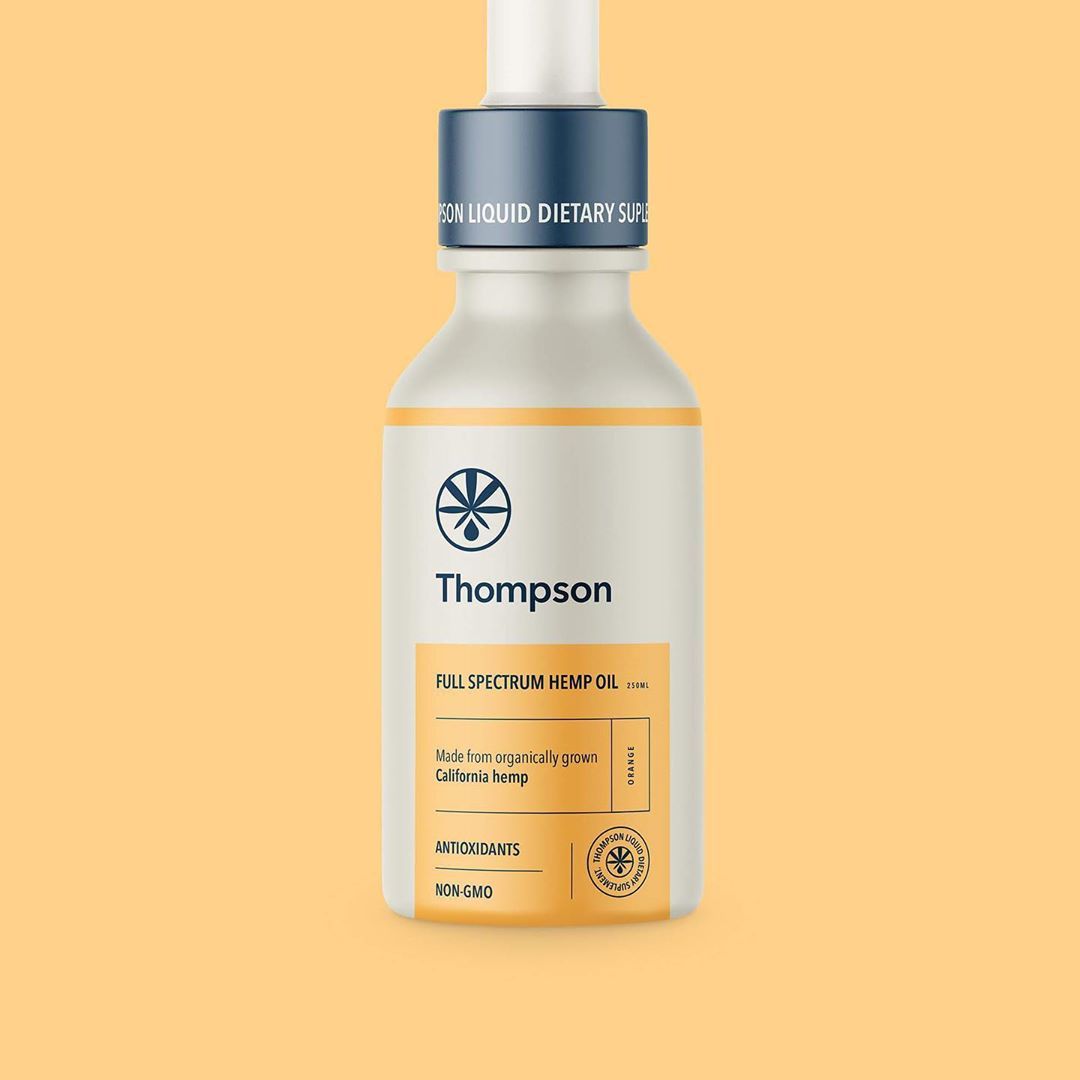 PSON LIQUID DIETARY SUPLE
Thompson
FULL SPECTRUM HEMP OIL 250ML
Made from organically grown
California hemp
ORANGE
ANTIOXIDANTS
NON-GMO
THOMPSON LIQUID DIETARY SUPLEMENT.